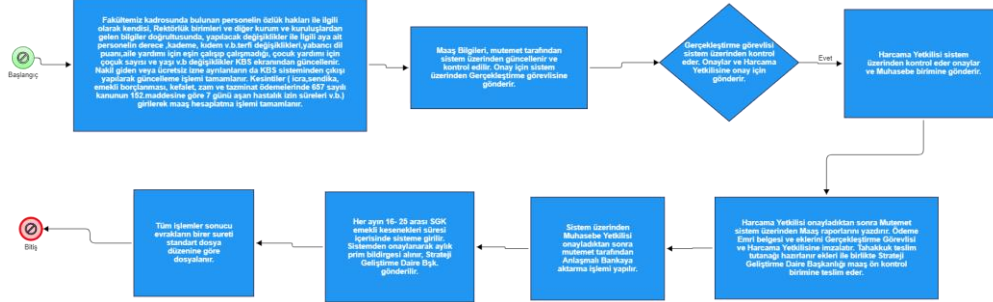 Başlangıç
Fakültemiz kadrosunda bulunan personelin özlük hakları ile ilgili
olarak kendisi, Rektörlük birimleri ve diğer kurum ve kuruluşlardan
gelen bilgiler doğrultusunda, yapılacak değişiklikler ile İlgili aya ait
personelin derece ,kademe, kıdem v.b.terfi değişiklikleri,yabancı dil
puanı,aile yardımı için eşin çalışıp çalışmadığı, çocuk yardımı için
çocuk sayısı ve yaşı v.b değişiklikler KBS ekranından güncellenir.
Nakil giden veya ücretsiz izne ayrılanların da KBS sisteminden çıkışı
yapılarak güncelleme işlemi tamamlanır. Kesintiler ( icra,sendika,
emekli borçlanması, kefalet, zam ve tazminat ödemelerinde 657 sayılı
kanunun 152.maddesine göre 7 günü aşan hastalık izin süreleri v.b.)
girilerek maaş hesaplatma işlemi tamamlanır.
Maaş Bilgileri, mutemet tarafından
sistem üzerinden güncellenir ve
kontrol edilir. Onay için sistem
üzerinden Gerçekleştirme görevlisine
gönderir.
Gerçekleştirme görevlisi
sistem üzerinden kontrol
eder. Onaylar ve Harcama
Yetkilisine onay için
gönderir.
Evet
Harcama Yetkilisi sistem
üzerinden kontrol eder onaylar
ve Muhasebe birimine gönderir.
Harcama Yetkilisi onayladıktan sonra Mutemet
sistem üzerinden Maaş raporlarını yazdırır. Ödeme
Emri belgesi ve eklerini Gerçekleştirme Görevlisi
ve Harcama Yetkilisine imzalatır. Tahakkuk teslim
tutanağı hazırlanır ekleri ile birlikte Strateji
Geliştirme Daire Başkanlığı maaş ön kontrol
birimine teslim eder.
Sistem üzerinden
Muhasebe Yetkilisi
onayladıktan sonra
mutemet tarafından
Anlaşmalı Bankaya
aktarma işlemi yapılır.
Her ayın 16- 25 arası SGK
emekli kesenekleri süresi
içerisinde sisteme girilir.
Sistemden onaylanarak aylık
prim bildirgesi alınır, Strateji
Geliştirme Daire Bşk.
gönderilir.
Tüm işlemler sonucu
evrakların birer sureti
standart dosya
düzenine göre
dosyalanır.
Bitiş